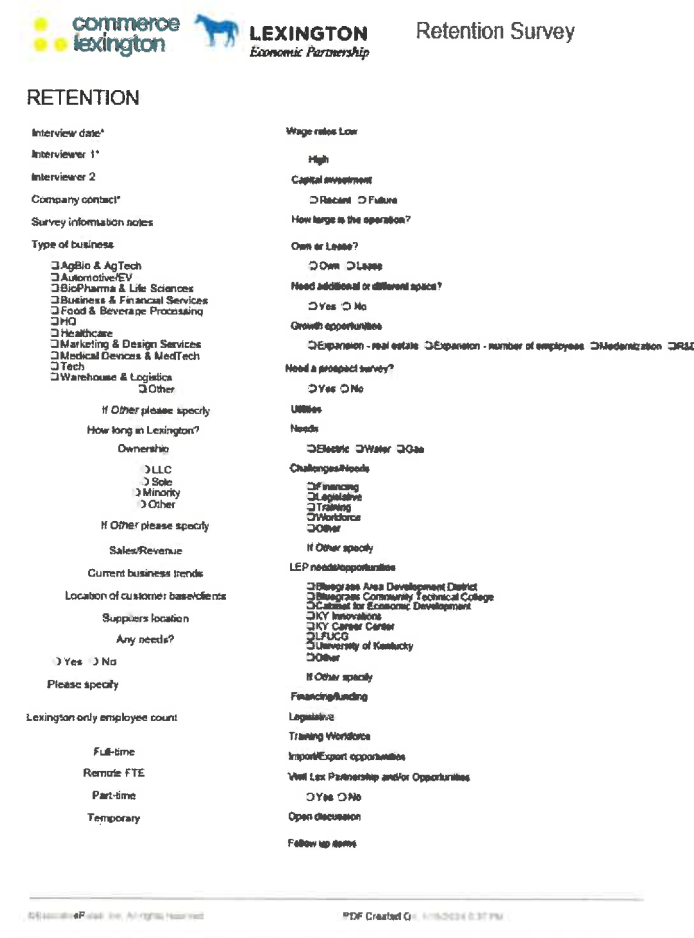 commerce
lexington
LEXINGTON
Economic Partnership
Retention Survey
RETENTION
Interview date*
Interviewer 1*
Interviewer 2
Company contact*
Survey information notes
Type of business
AgBio & AgTech
Automotive/EV
BioPharma & Life Sciences
Business & Financial Services
Food & Beverage Processing
HQ
Healthcare
Marketing & Design Services
Medical Devices & MedTech
Tech
Warehouse & Logistics
Other
If Other please specify
How long in Lexington?
Ownership
LLC
Sole
Minority
Other
If Other please specify
Sales/Revenue
Current business trends
Location of customer base/clients
Suppliers location
Any needs?
Yes No
Please specify
Lexington only employee count
Full-time
Remote FTE
Part-time
Temporary
Wage rates Low
High
Capital investment
Recent Future
How large is the operation?
Own or Lease?
Own Lease
Need additional or different space?
Yes No
Growth opportunities
Expansion - real estate Expansion - number of employees Modernization R&D
Need a prospect survey?
Yes No
Utilities
Needs
Electric Water Gas
Challenges/Needs
Financing
Legislative
Training
Workforce
Other
If Other specify
LEP needs/opportunities
Bluegrass Area Development District
Bluegrass Community Technical College
Cabinet for Economic Development
KY Innovations
KY Career Center
LFUCG
University of Kentucky
Other
If Other specify
Financing/funding
Legislative
Training Workforce
Import/Export opportunities
Visit Lex Partnership and/or Opportunities
Yes No
Open discussion
Follow up items
All rights reserved
PDF Created